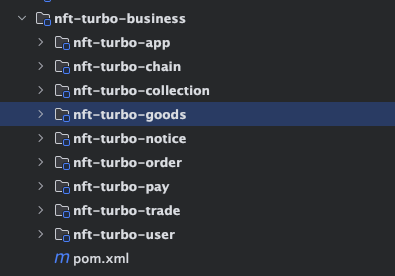 nft-turbo-business
nft-turbo-app
nft-turbo-chain
nft-turbo-collection
nft-turbo-goods
nft-turbo-notice
nft-turbo-order
nft-turbo-pay
nft-turbo-trade
nft-turbo-user
m pom.xml